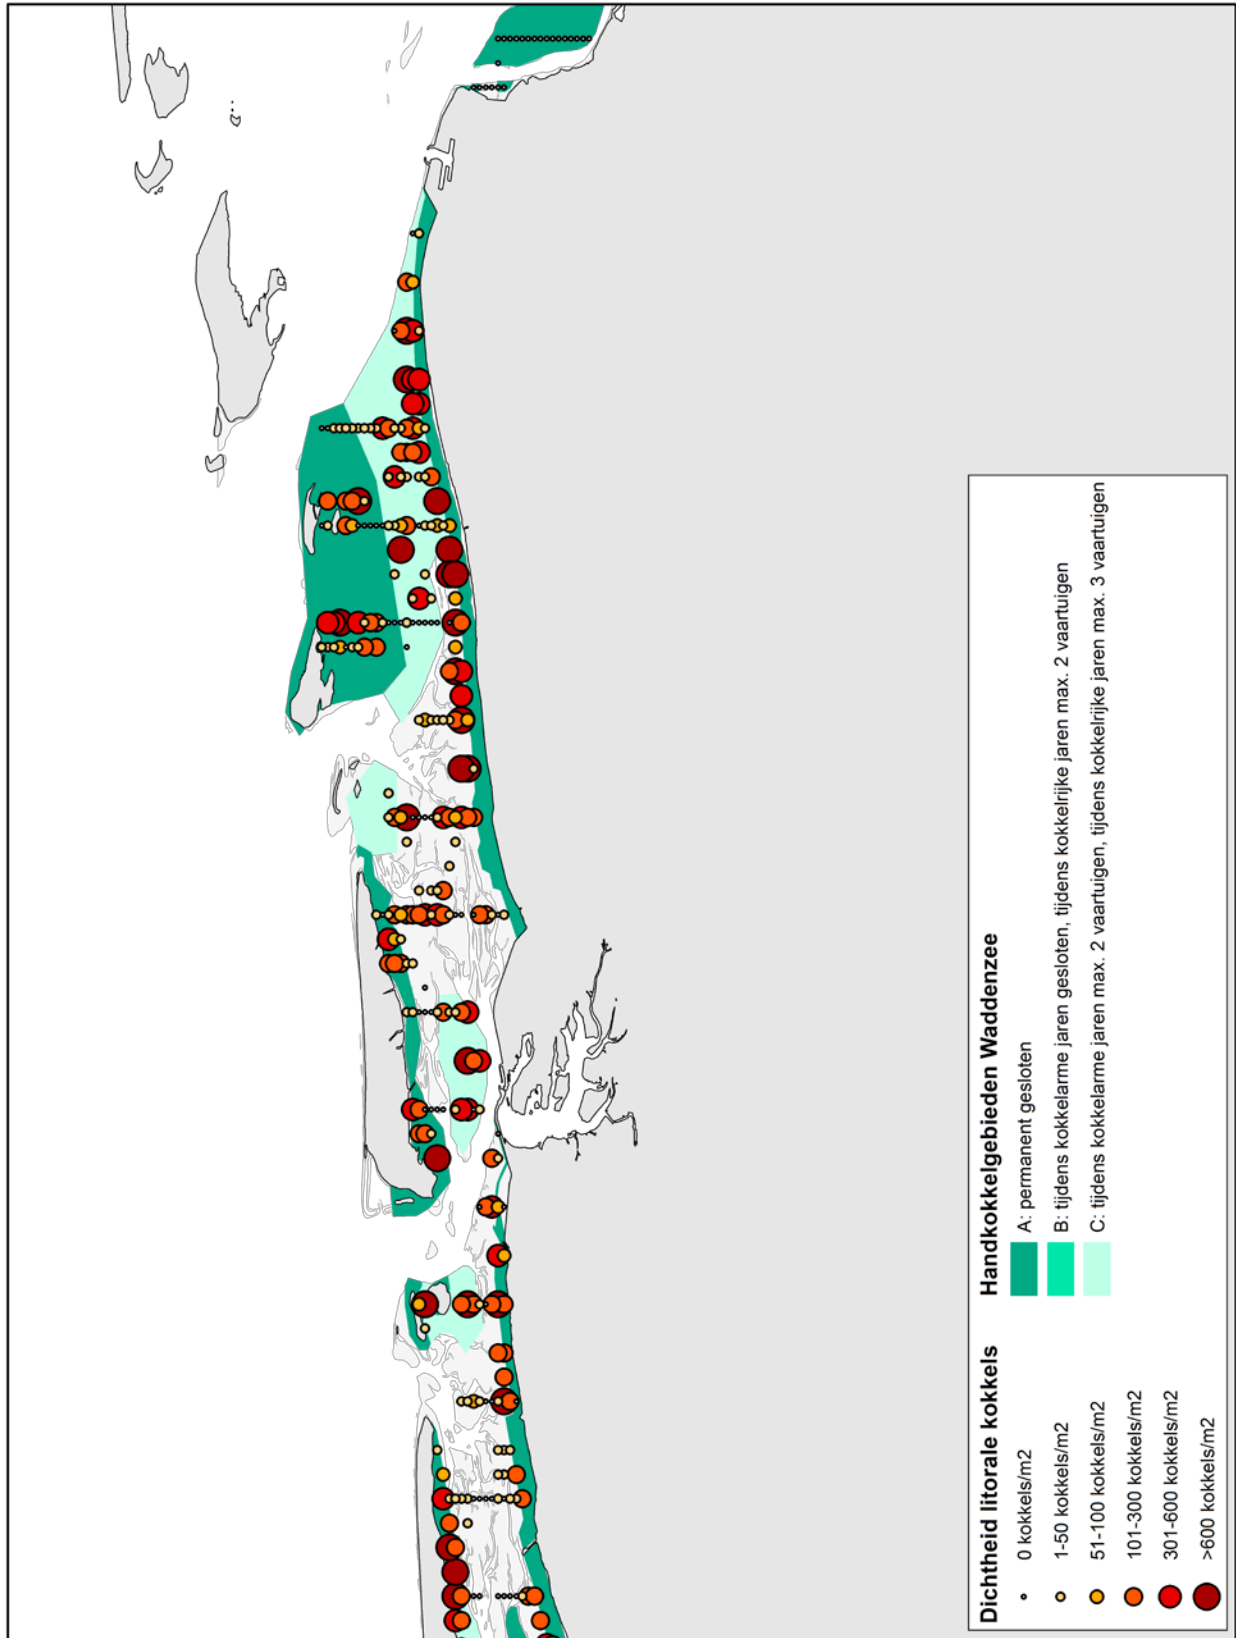 Dichtheid litorale kokkels
0 kokkels/m2
1-50 kokkels/m2
51-100 kokkels/m2
101-300 kokkels/m2
301-600 kokkels/m2
>600 kokkels/m2
Handkokkelgebieden Waddenzee
A: permanent gesloten
B: tijdens kokkelarme jaren gesloten, tijdens kokkelrijke jaren max. 2 vaartuigen
C: tijdens kokkelarme jaren max. 2 vaartuigen, tijdens kokkelrijke jaren max. 3 vaartuigen